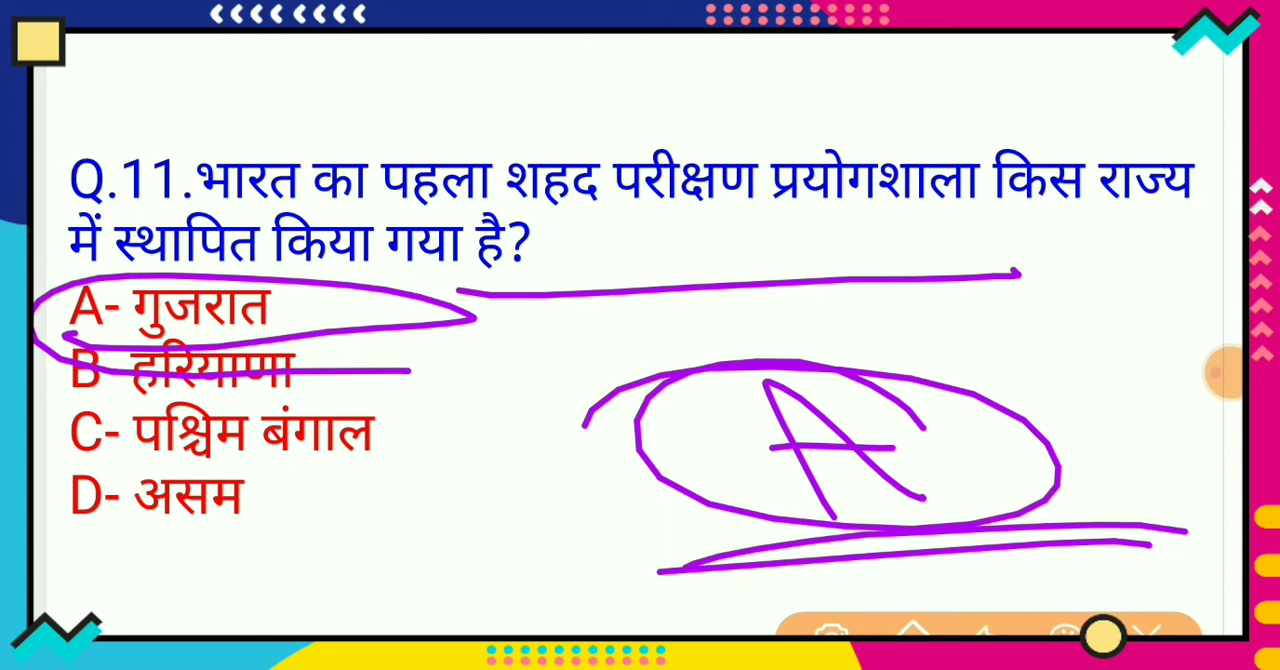 Q.11.भारत का पहला शहद परीक्षण प्रयोगशाला किस राज्य
में स्थापित किया गया है?
A- गुजरात
B- हरियाणा
C- पश्चिम बंगाल
D- असम
A